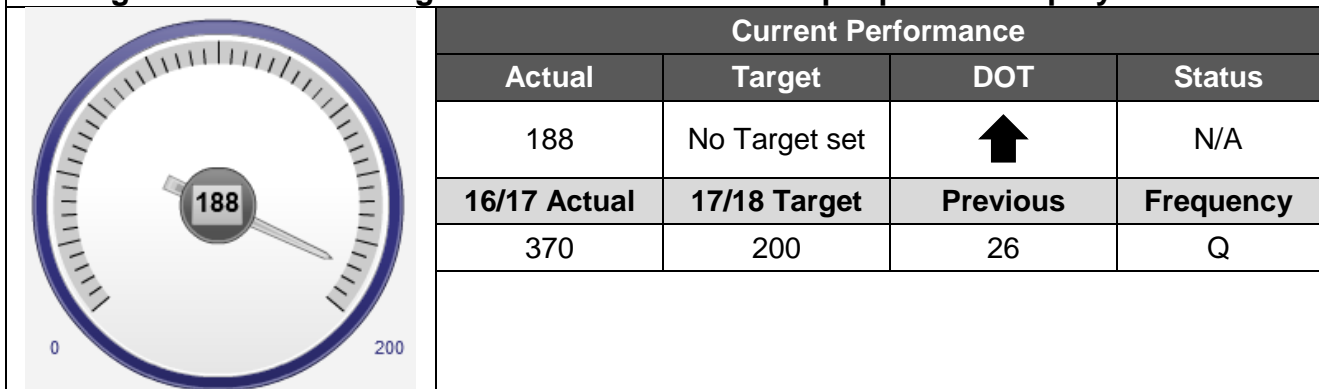 188
0
200
Current Performance
Actual Target DOT Status
188 No Target set N/A
16/17 Actual 17/18 Target Previous Frequency
370 200 26 Q